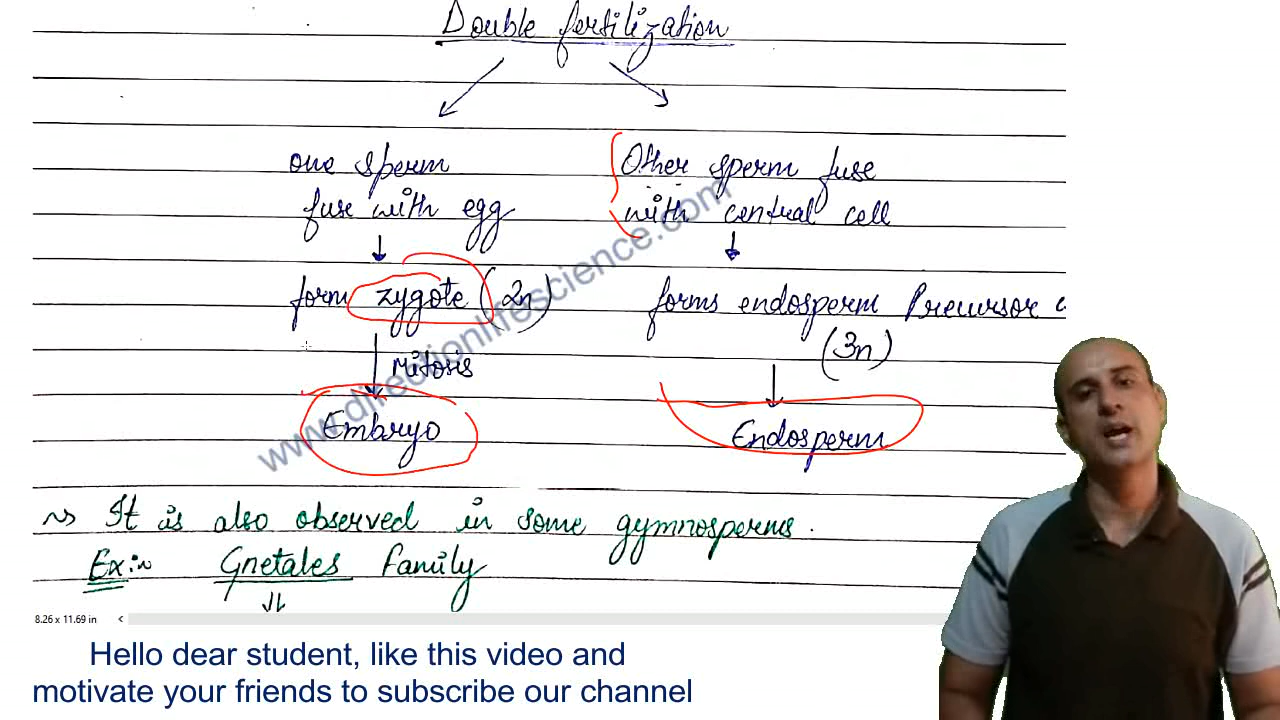 Double fertilization
one sperm
fuse with egg
form zygote (2n)
Mitosis
Embryo
Other sperm fuse
with central cell
forms endosperm Precursor c
(3n)
Endosperm
www.directionlifescience.com
~> It is also observed in some gymnosperms.
Ex:~ Gnetales family
8.26 x 11.69 in
Hello dear student, like this video and
motivate your friends to subscribe our channel